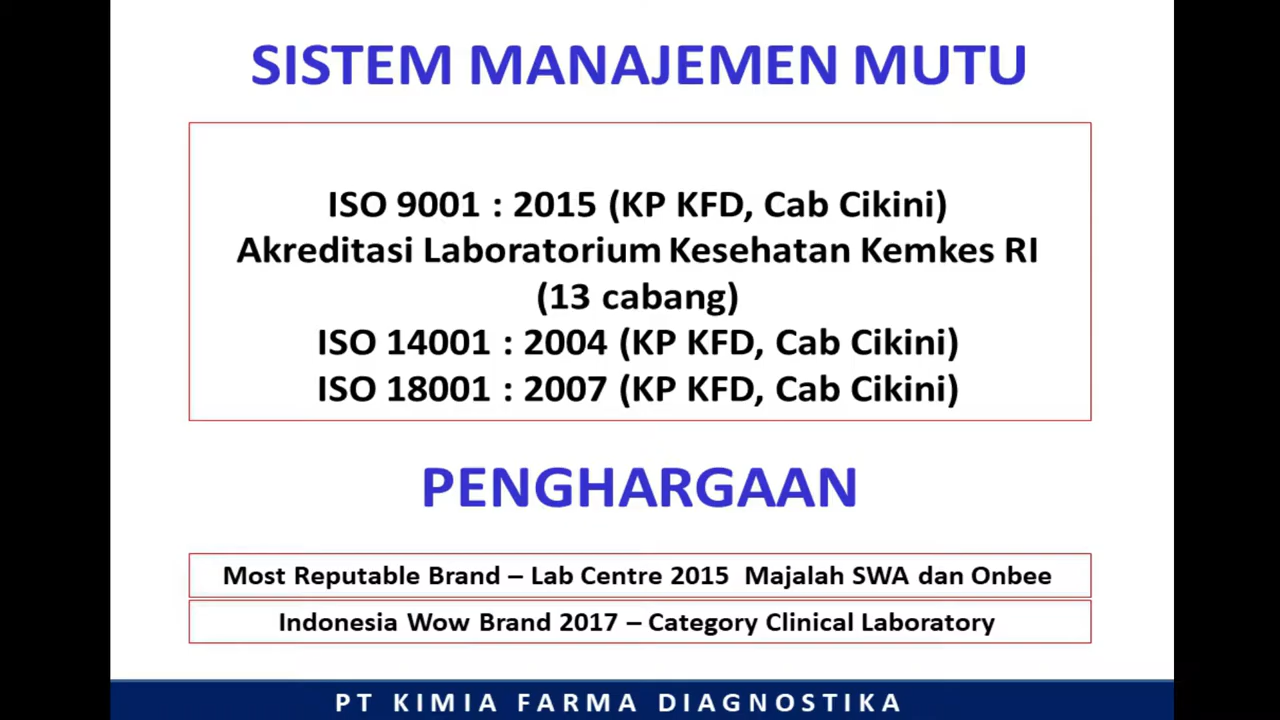 SISTEM MANAJEMEN MUTU
ISO 9001 : 2015 (KP KFD, Cab Cikini)
Akreditasi Laboratorium Kesehatan Kemkes RI
(13 cabang)
ISO 14001 : 2004 (KP KFD, Cab Cikini)
ISO 18001 : 2007 (KP KFD, Cab Cikini)
PENGHARGAAN
Most Reputable Brand – Lab Centre 2015 Majalah SWA dan Onbee
Indonesia Wow Brand 2017 – Category Clinical Laboratory
PT KIMIA FARMA DIAGNOSTIKA